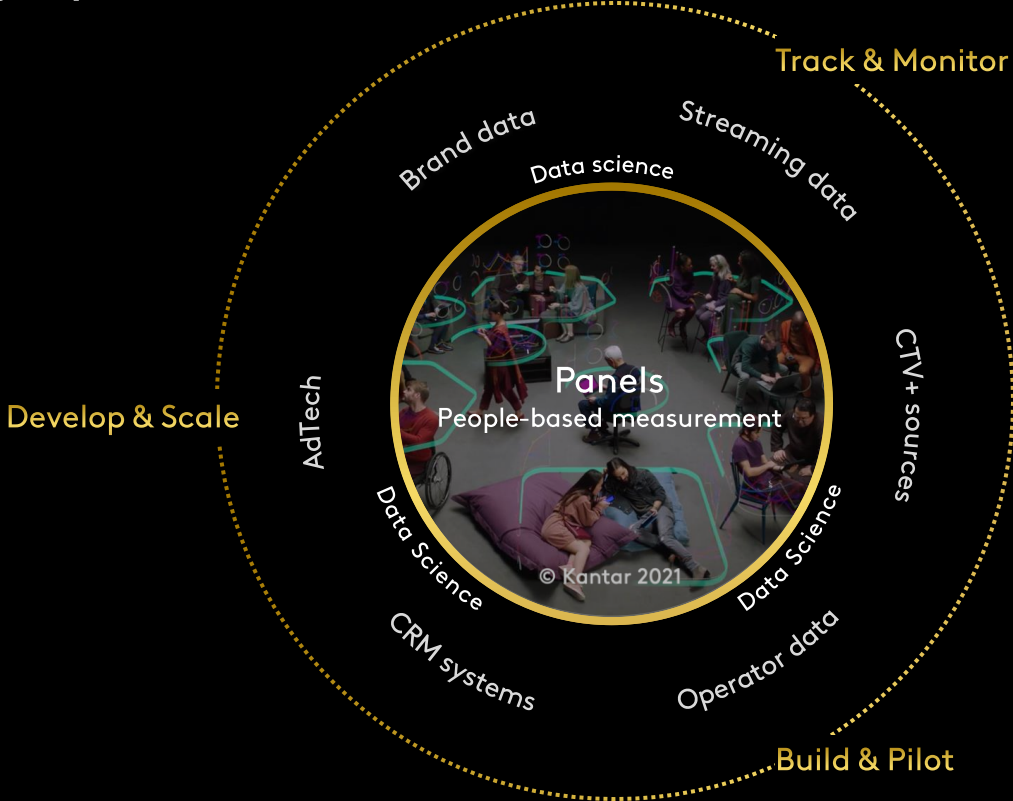 Track & Monitor
Brand data
Streaming data
Data science
CTV+ sources
Panels
People-based measurement
Develop & Scale
AdTech
Data Science
Data Science
© Kantar 2021
CRM systems
Operator data
Build & Pilot